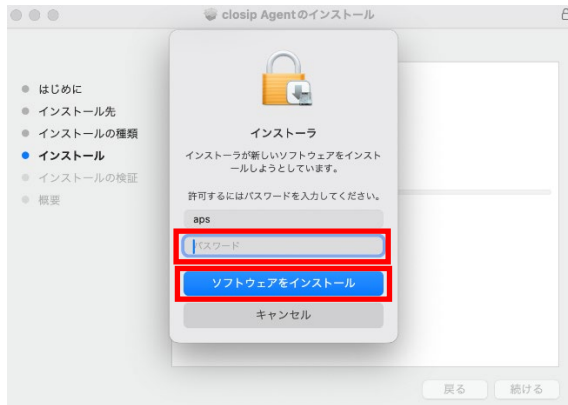 closip Agentのインストール
はじめに
インストール先
インストールの種類
インストール
インストールの検証
概要
インストーラ
インストーラが新しいソフトウェアをインスト
ールしようとしています。
許可するにはパスワードを入力してください。
aps
パスワード
ソフトウェアをインストール
キャンセル
戻る
続ける